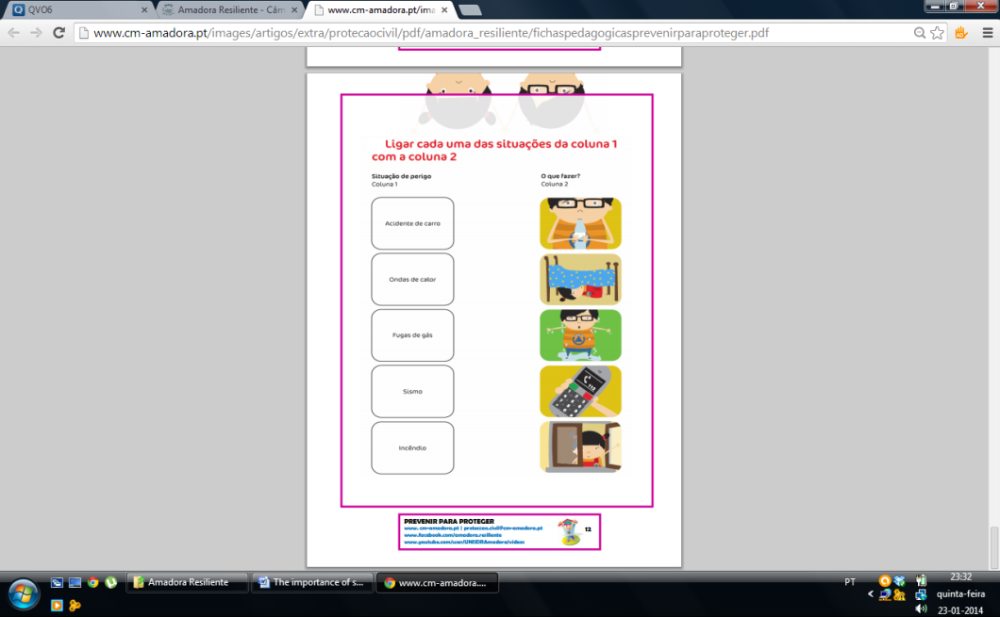 QVO6
Amadora Resiliente - Câm
www.cm-amadora.pt/ima
www.cm-amadora.pt/images/artigos/extra/protecaocivil/pdf/amadora_resiliente/fichaspedagogicasprevenirparaproteger.pdf
Ligar cada uma das situações da coluna 1
com a coluna 2
Situação de perigo
Coluna 1
O que fazer?
Coluna 2
Acidente de carro
Ondas de calor
Fugas de gás
Sismo
Incêndio
PREVENIR PARA PROTEGER
www. cm-amadora.pt | proteccao.civil@cm-amadora.pt
www.facebook.com/amadora.resiliente
www.youtube.com/user/UNISDRAmadora/videos
12
Amadora Resiliente
The importance of s...
www.cm-amadora....
PT
23:32
quinta-feira
23-01-2014